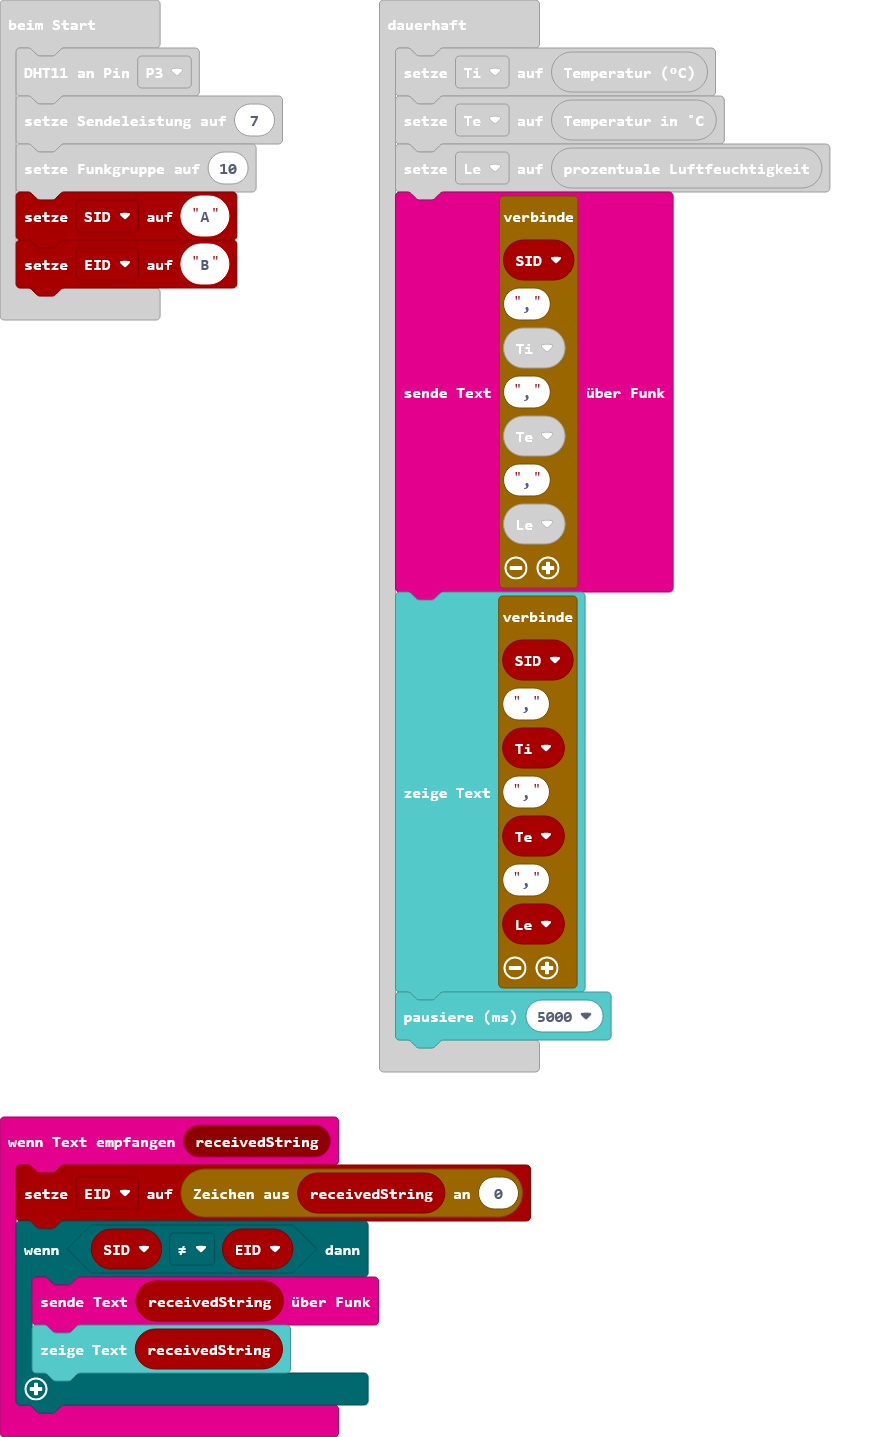 beim Start
DHT11 an Pin P3
setze Sendeleistung auf 7
setze Funkgruppe auf 10
setze SID auf "A"
setze EID auf "B"
dauerhaft
setze Ti auf Temperatur (ºC)
setze Te auf Temperatur in ˚C
setze Le auf prozentuale Luftfeuchtigkeit
verbinde
SID
","
Ti
sende Text "," über Funk
Te
","
Le
verbinde
SID
","
Ti
zeige Text ","
Te
","
Le
pausiere (ms) 5000
wenn Text empfangen receivedString
setze EID auf Zeichen aus receivedString an 0
wenn SID ≠ EID dann
sende Text receivedString über Funk
zeige Text receivedString